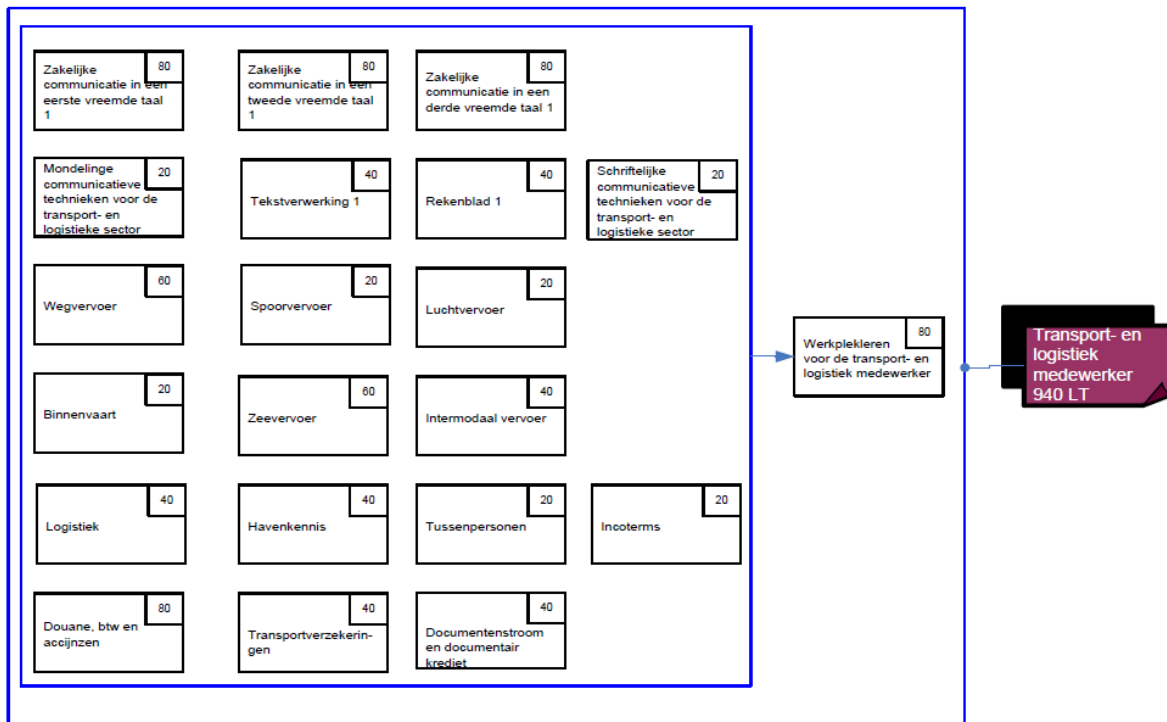 80
Zakelijke
communicatie in een
eerste vreemde taal
1
80
Zakelijke
communicatie in een
tweede vreemde taal
1
80
Zakelijke
communicatie in een
derde vreemde taal 1
20
Mondelinge
communicatieve
technieken voor de
transport- en
logistieke sector
40
Tekstverwerking 1
40
Rekenblad 1
20
Schriftelijke
communicatieve
technieken voor de
transport- en
logistieke sector
60
Wegvervoer
20
Spoorvervoer
20
Luchtvervoer
80
Werkplekleren
voor de transport- en
logistiek medewerker
Transport- en
logistiek
medewerker
940 LT
20
Binnenvaart
60
Zeevervoer
40
Intermodaal vervoer
40
Logistiek
40
Havenkennis
20
Tussenpersonen
20
Incoterms
80
Douane, btw en
accijnzen
40
Transportverzekerin-
gen
40
Documentenstroom
en documentair
krediet